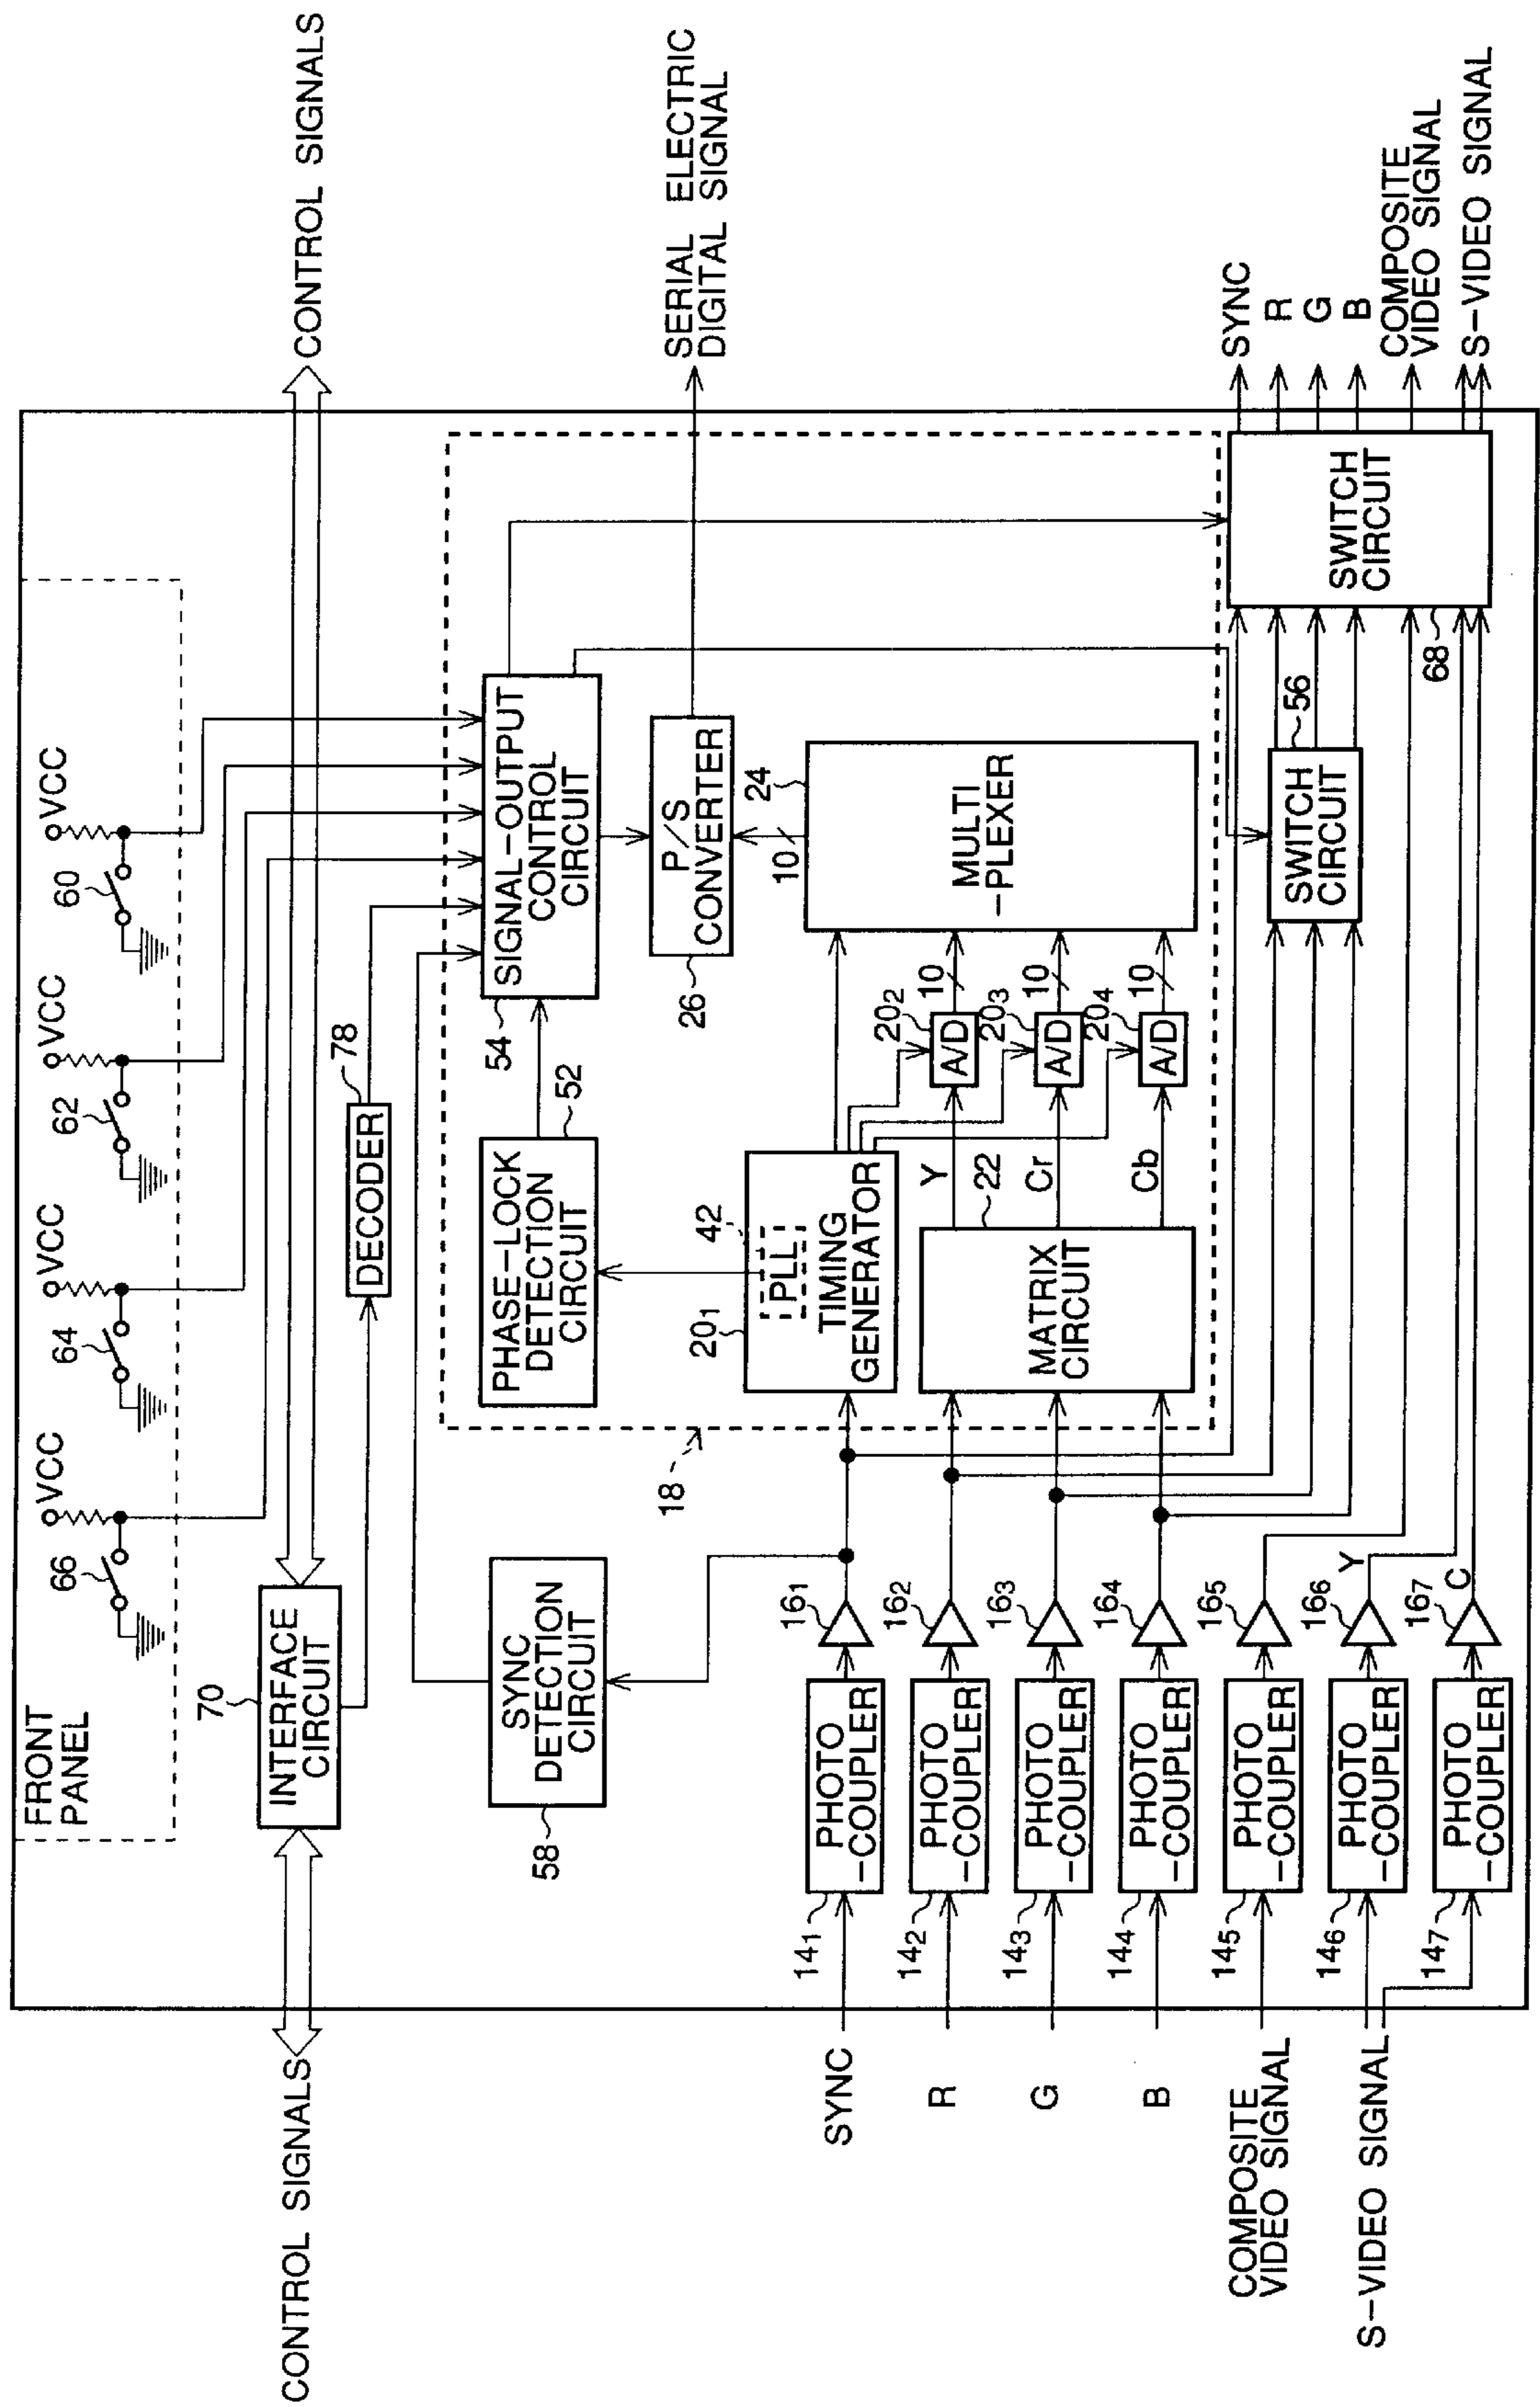 FRONT
PANEL
66
VCC
64
VCC
62
VCC
60
VCC
CONTROL SIGNALS
70
INTERFACE
CIRCUIT
CONTROL SIGNALS
DECODER
78
58
SYNC
DETECTION
CIRCUIT
18
PHASE-LOCK
DETECTION
CIRCUIT
52
54
SIGNAL-OUTPUT
CONTROL
CIRCUIT
26
P/S
CONVERTER
SERIAL ELECTRIC
DIGITAL SIGNAL
201
42
PLL
TIMING
GENERATOR
10
24
MULTI
-PLEXER
MATRIX
CIRCUIT
22
Y
Cr
Cb
202
A/D
10
203
A/D
10
204
A/D
10
SYNC
141
PHOTO
-COUPLER
161
R
142
PHOTO
-COUPLER
162
G
143
PHOTO
-COUPLER
163
B
144
PHOTO
-COUPLER
164
COMPOSITE
VIDEO SIGNAL
145
PHOTO
-COUPLER
165
S-VIDEO SIGNAL
146
PHOTO
-COUPLER
166
Y
147
PHOTO
-COUPLER
167
C
SWITCH
CIRCUIT
56
68
SWITCH
CIRCUIT
SYNC
R
G
B
COMPOSITE
VIDEO SIGNAL
S-VIDEO SIGNAL